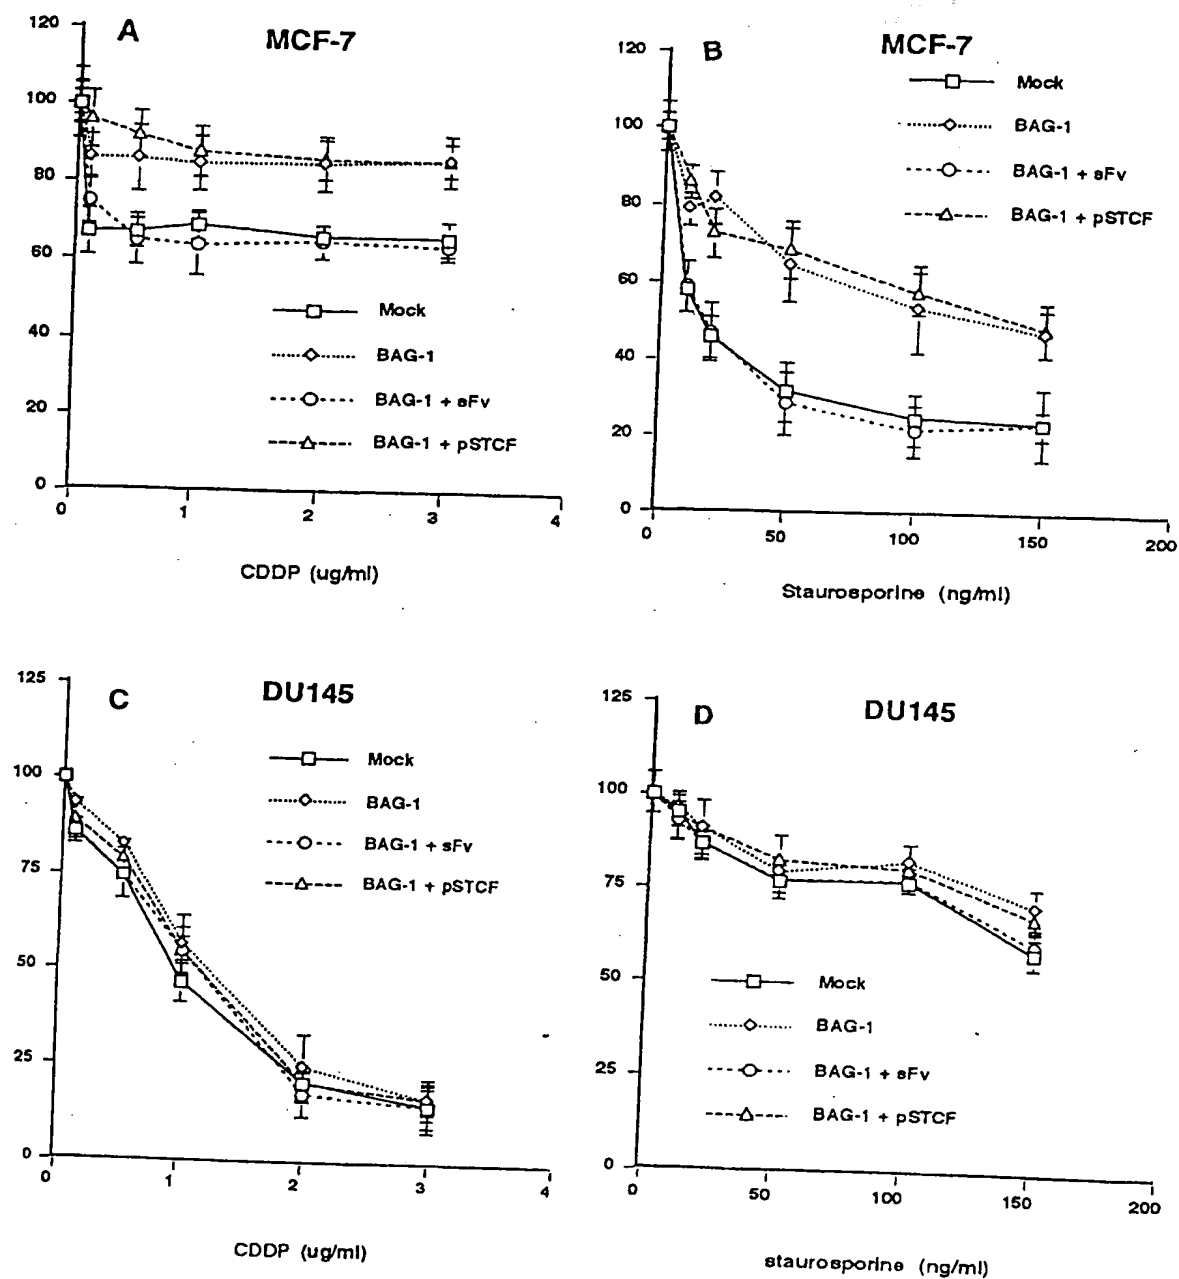 A
MCF-7
120
100
80
60
40
20
0
0 1 2 3 4
Mock
BAG-1
BAG-1 + sFv
BAG-1 + pSTCF
CDDP (ug/ml)
B
MCF-7
120
100
80
60
40
20
0
0 50 100 150 200
Mock
BAG-1
BAG-1 + sFv
BAG-1 + pSTCF
Staurosporine (ng/ml)
C
DU145
125
100
75
50
25
0
0 1 2 3 4
Mock
BAG-1
BAG-1 + sFv
BAG-1 + pSTCF
CDDP (ug/ml)
D
DU145
125
100
75
50
25
0
0 50 100 150 200
Mock
BAG-1
BAG-1 + sFv
BAG-1 + pSTCF
staurosporine (ng/ml)